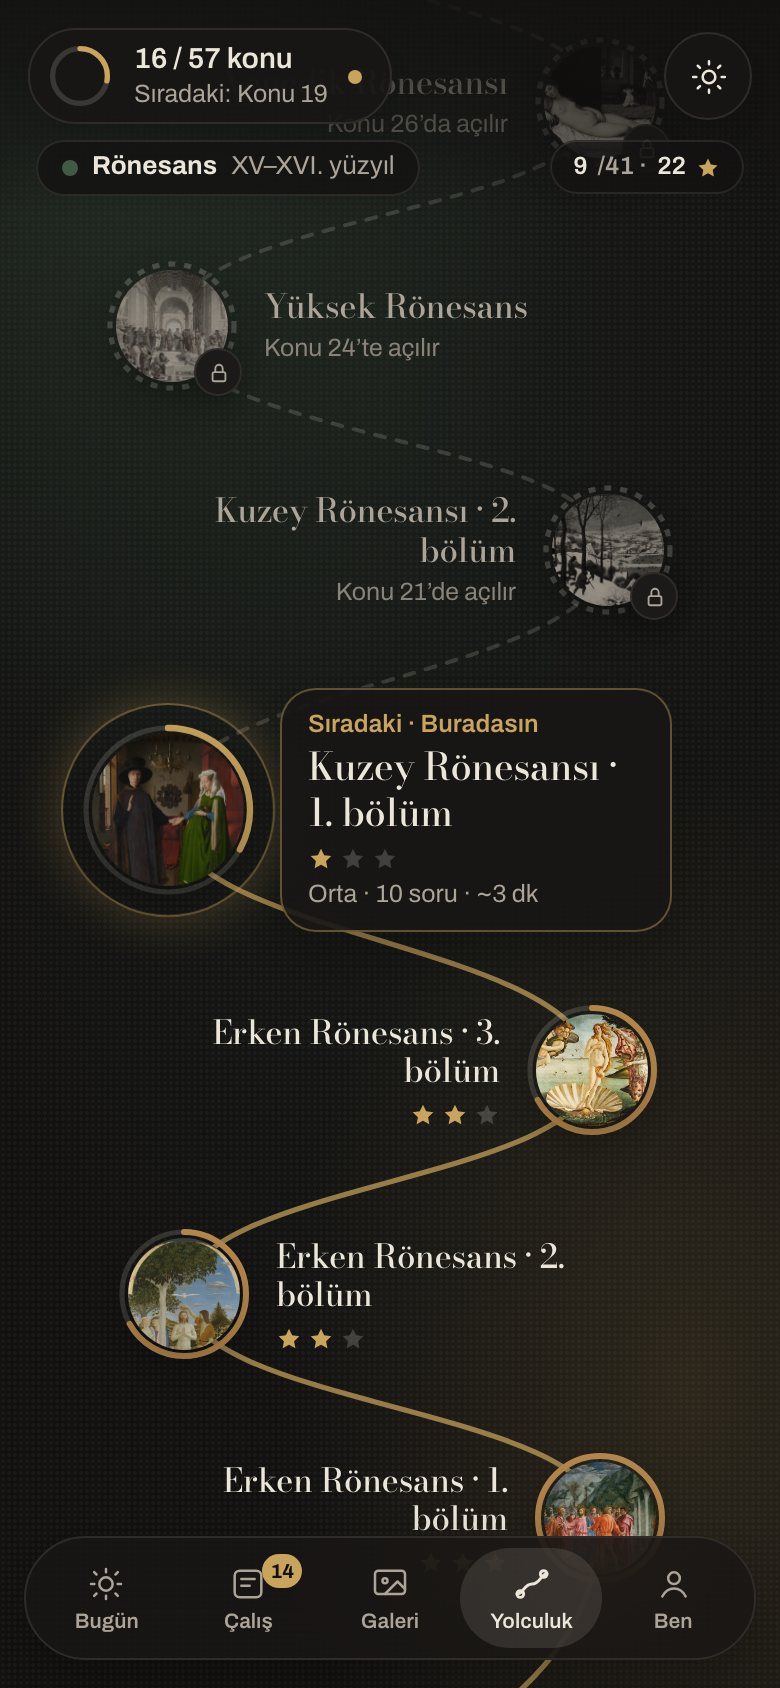 16 / 57 konu
Sıradaki: Konu 19
Rönesansı
Konu 26’da açılır
Rönesans XV–XVI. yüzyıl
9 /41 · 22
Yüksek Rönesans
Konu 24’te açılır
Kuzey Rönesansı · 2.
bölüm
Konu 21’de açılır
Sıradaki · Buradasın
Kuzey Rönesansı ·
1. bölüm
Orta · 10 soru · ~3 dk
Erken Rönesans · 3.
bölüm
Erken Rönesans · 2.
bölüm
Erken Rönesans · 1.
bölüm
14
Bugün
Çalış
Galeri
Yolculuk
Ben